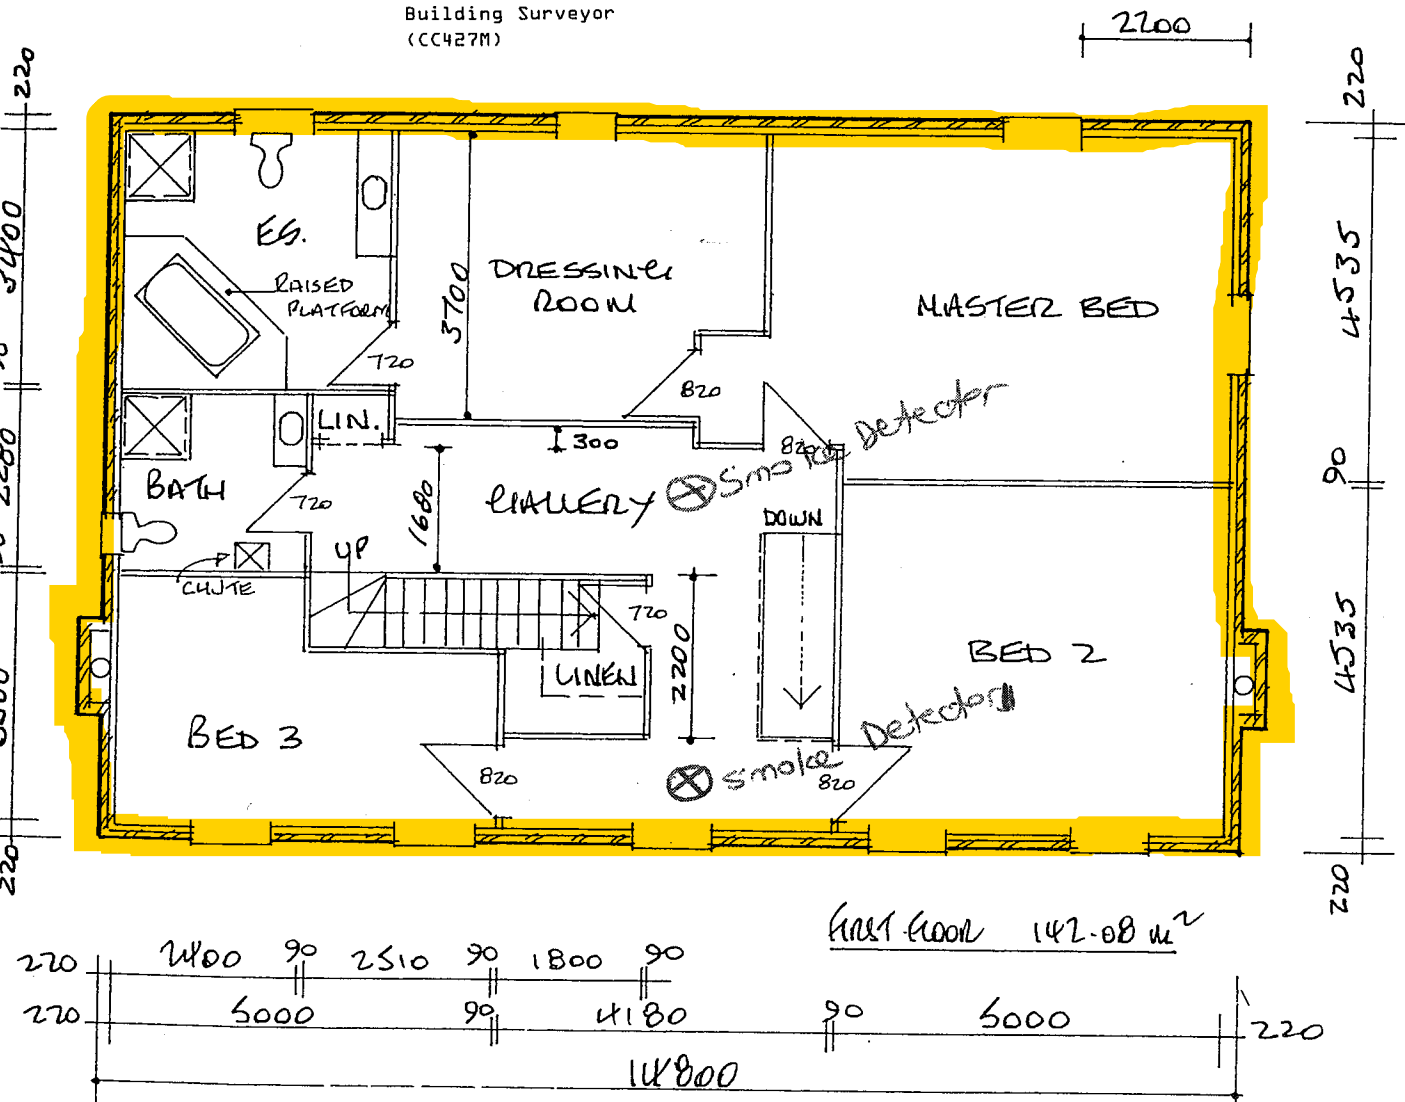 Building Surveyor
(CC427M)
2200
220
220
3400
ES.
RAISED
PLATFORM
720
3700
DRESSING
ROOM
820
MASTER BED
4535
Smoke Detector
820
LIN.
300
BATH
720
1680
GALLERY
DOWN
90
2280
UP
CHUTE
720
LINEN
2200
BED 2
4535
BED 3
820
Smoke Detector
820
220
220
FIRST FLOOR 142.08 m²
220 2400 90 2510 90 1800 90
220 5000 90 4180 90 5000 220
14800